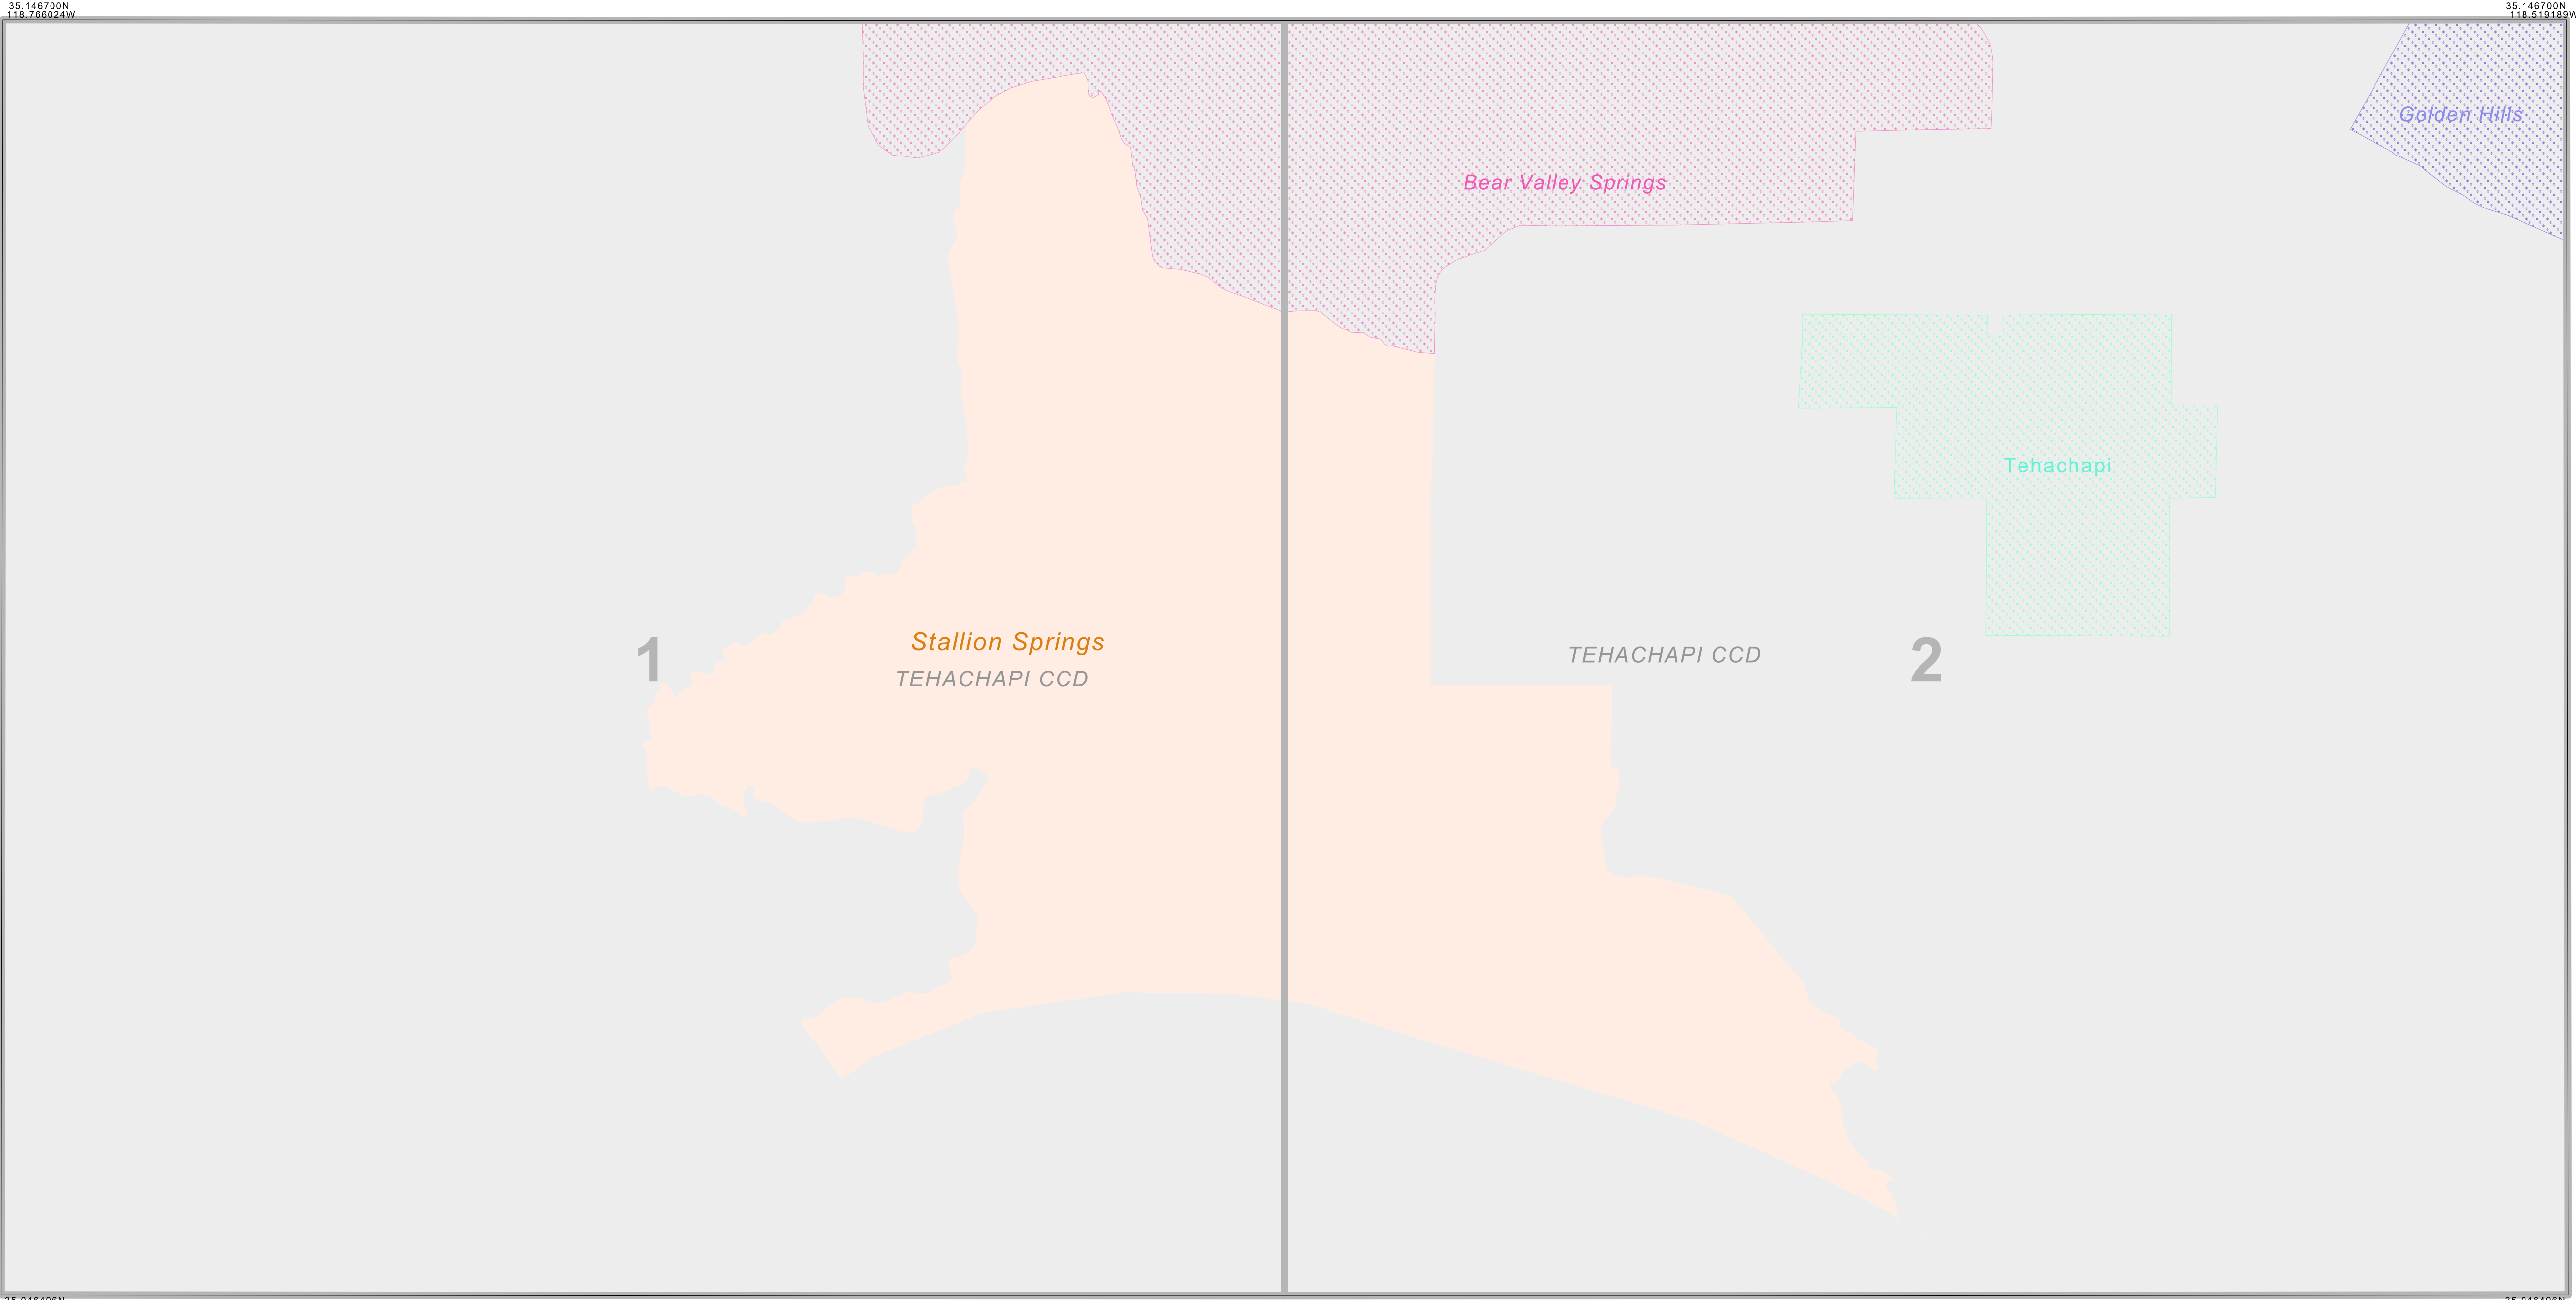 35.146700N
118.766024W
35.146700N
118.519189W
Golden Hills
Bear Valley Springs
Tehachapi
Stallion Springs
1
TEHACHAPI CCD
TEHACHAPI CCD
2